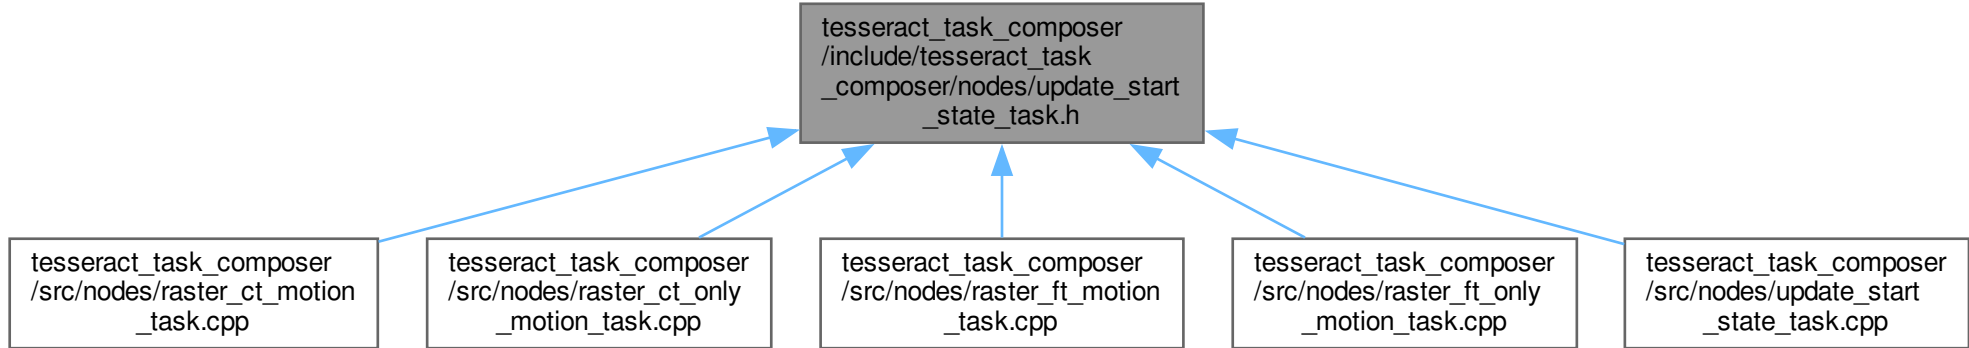 tesseract_task_composer
/include/tesseract_task
_composer/nodes/update_start
_state_task.h
tesseract_task_composer
/src/nodes/raster_ct_motion
_task.cpp
tesseract_task_composer
/src/nodes/raster_ct_only
_motion_task.cpp
tesseract_task_composer
/src/nodes/raster_ft_motion
_task.cpp
tesseract_task_composer
/src/nodes/raster_ft_only
_motion_task.cpp
tesseract_task_composer
/src/nodes/update_start
_state_task.cpp